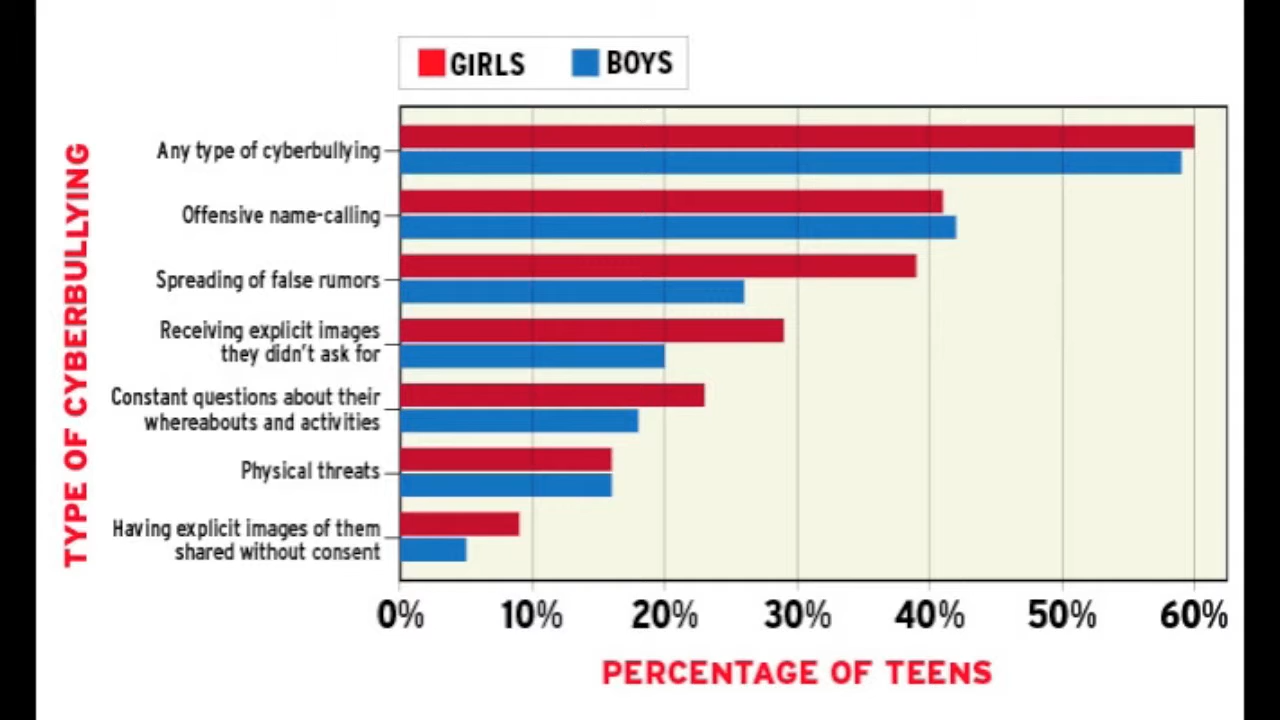 GIRLS BOYS
TYPE OF CYBERBULLYING
Any type of cyberbullying
Offensive name-calling
Spreading of false rumors
Receiving explicit images
they didn't ask for
Constant questions about their
whereabouts and activities
Physical threats
Having explicit images of them
shared without consent
0% 10% 20% 30% 40% 50% 60%
PERCENTAGE OF TEENS